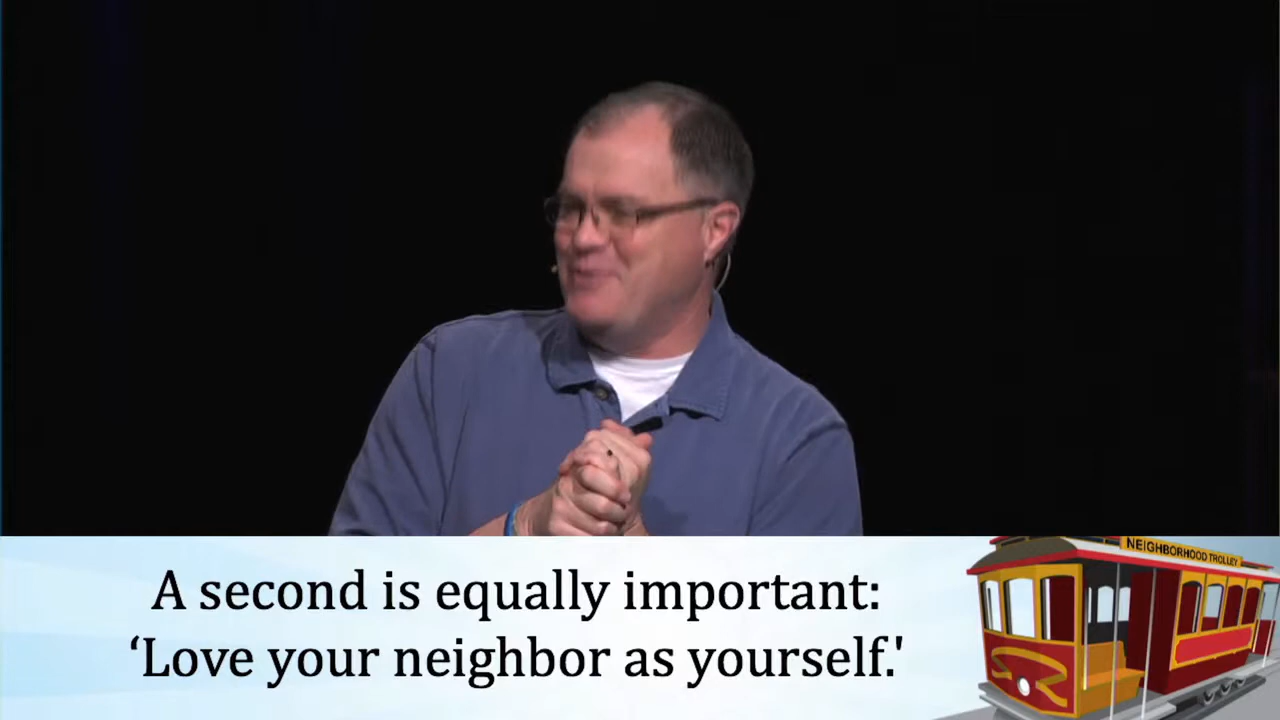 NEIGHBORHOOD TROLLEY
A second is equally important:
‘Love your neighbor as yourself.'